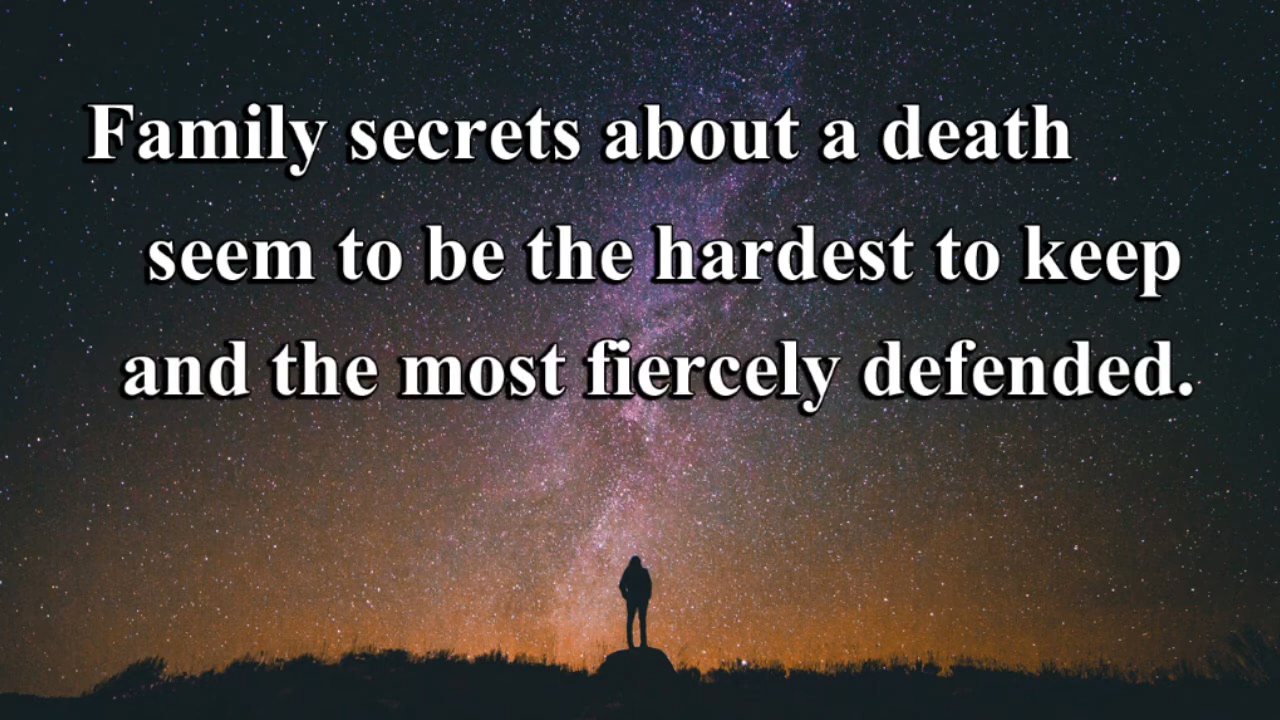 Family secrets about a death
seem to be the hardest to keep
and the most fiercely defended.